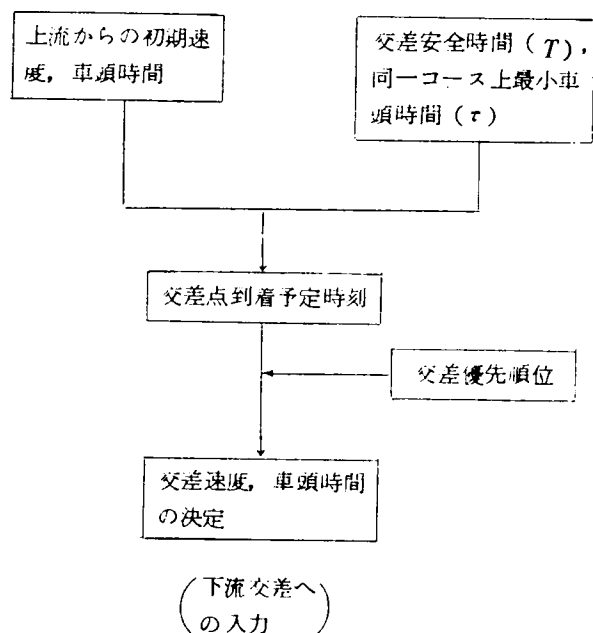 上流からの初期速
度，車頭時間
交差安全時間（T），
同一コース上最小車
頭時間（τ）
交差点到着予定時刻
交差優先順位
交差速度，車頭時間
の決定
（下流交差へ
の入力）